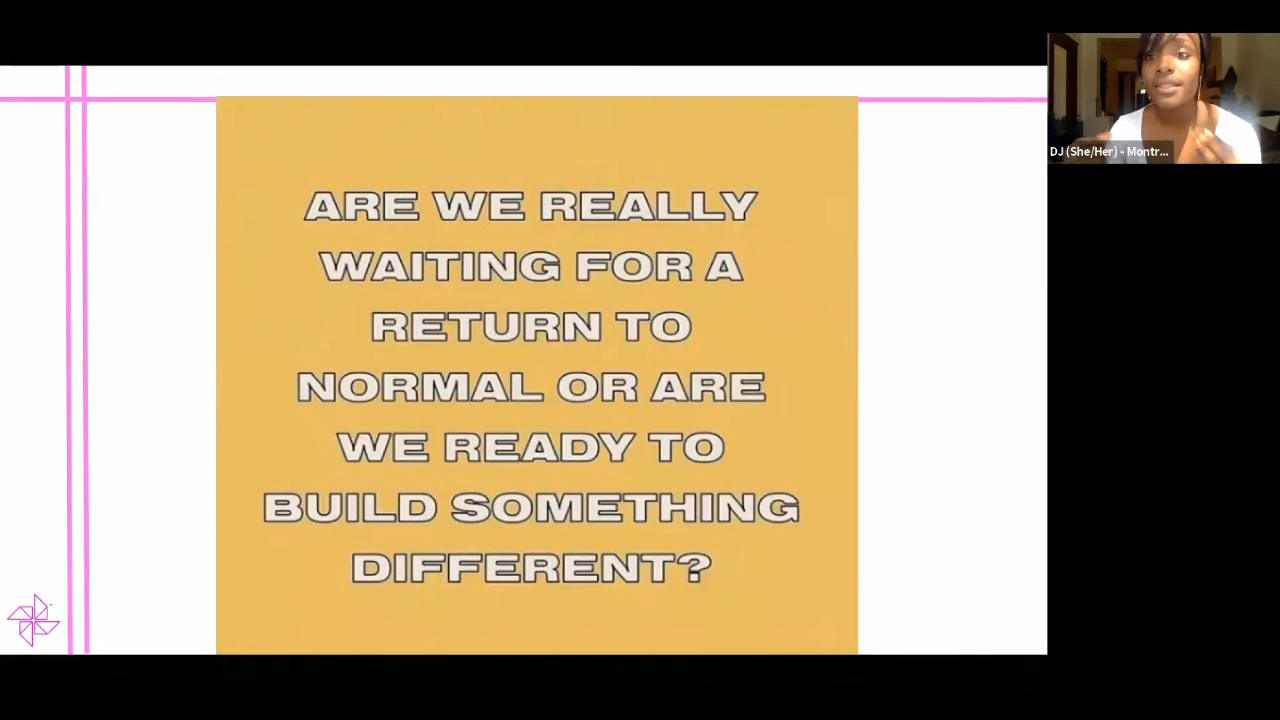 ARE WE REALLY
WAITING FOR A
RETURN TO
NORMAL OR ARE
WE READY TO
BUILD SOMETHING
DIFFERENT?
DJ (She/Her) - Montr...